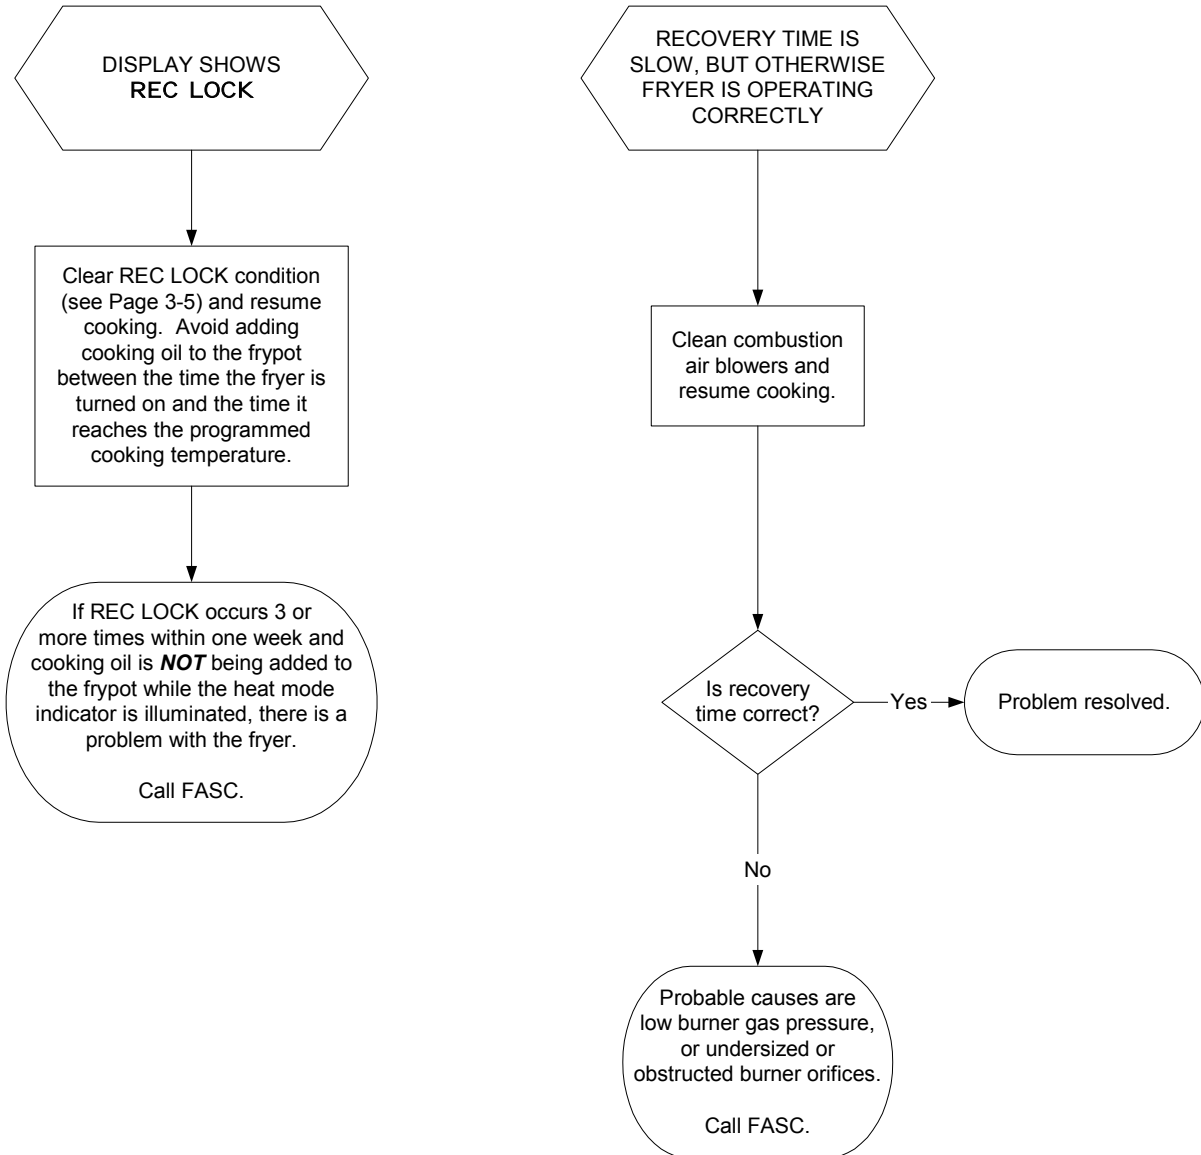 DISPLAY SHOWS
REC LOCK
Clear REC LOCK condition
(see Page 3-5) and resume
cooking.  Avoid adding
cooking oil to the frypot
between the time the fryer is
turned on and the time it
reaches the programmed
cooking temperature.
If REC LOCK occurs 3 or
more times within one week and
cooking oil is NOT being added to
the frypot while the heat mode
indicator is illuminated, there is a
problem with the fryer.
Call FASC.
RECOVERY TIME IS
SLOW, BUT OTHERWISE
FRYER IS OPERATING
CORRECTLY
Clean combustion
air blowers and
resume cooking.
Is recovery
time correct?
Yes
Problem resolved.
No
Probable causes are
low burner gas pressure,
or undersized or
obstructed burner orifices.
Call FASC.